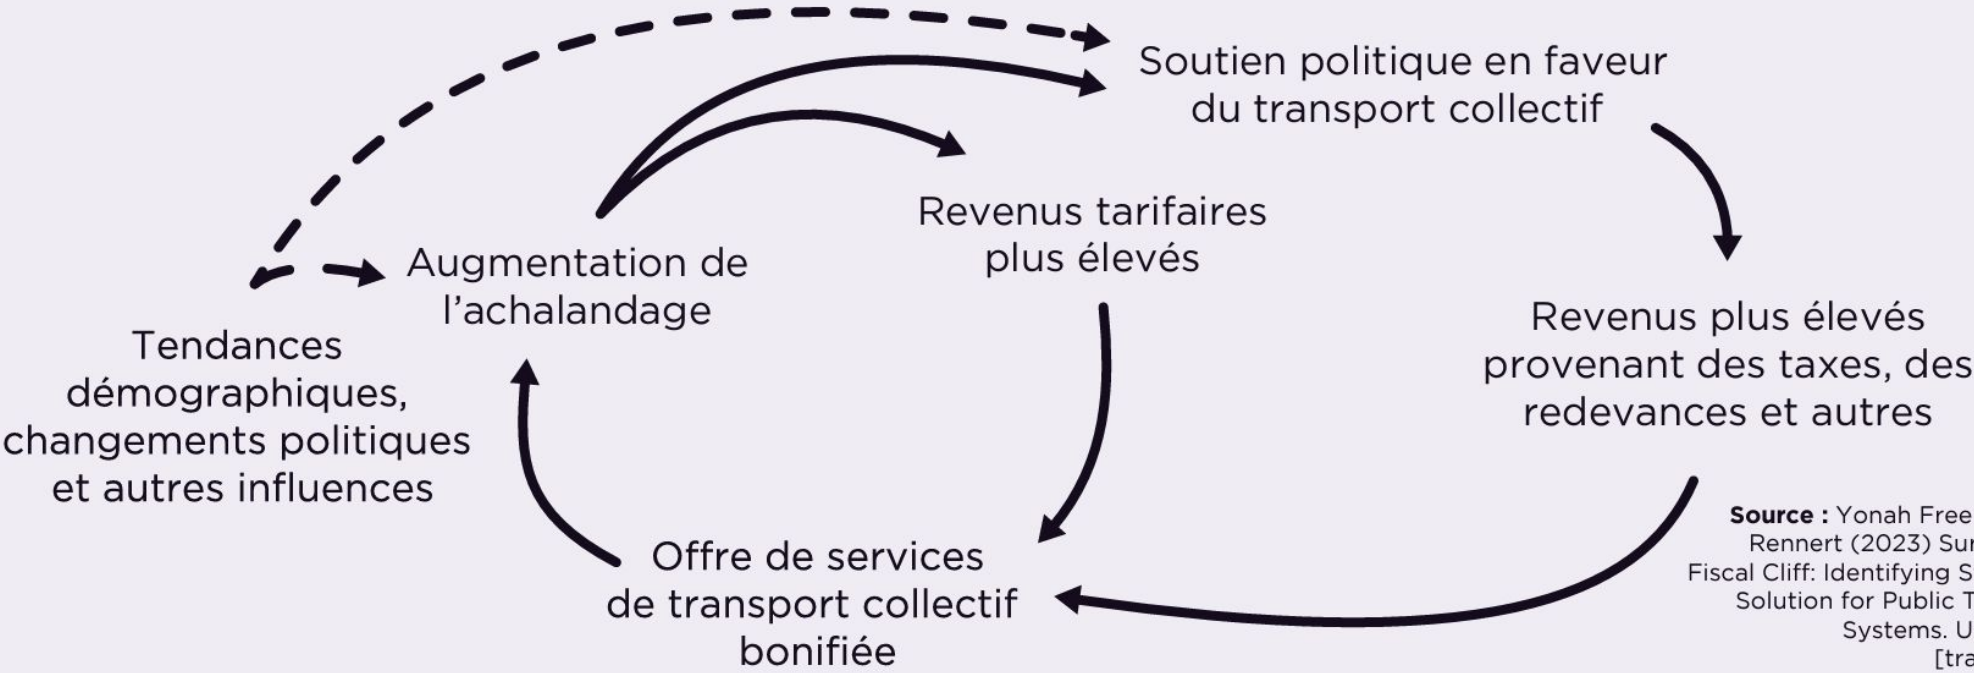 Soutien politique en faveur
du transport collectif
Revenus tarifaires
plus élevés
Augmentation de
l'achalandage
Tendances
démographiques,
changements politiques
et autres influences
Revenus plus élevés
provenant des taxes, des
redevances et autres
Offre de services
de transport collectif
bonifiée
Source : Yonah
Rennert (2023)
Fiscal Cliff: Identifying
Solution for Public
Systems.